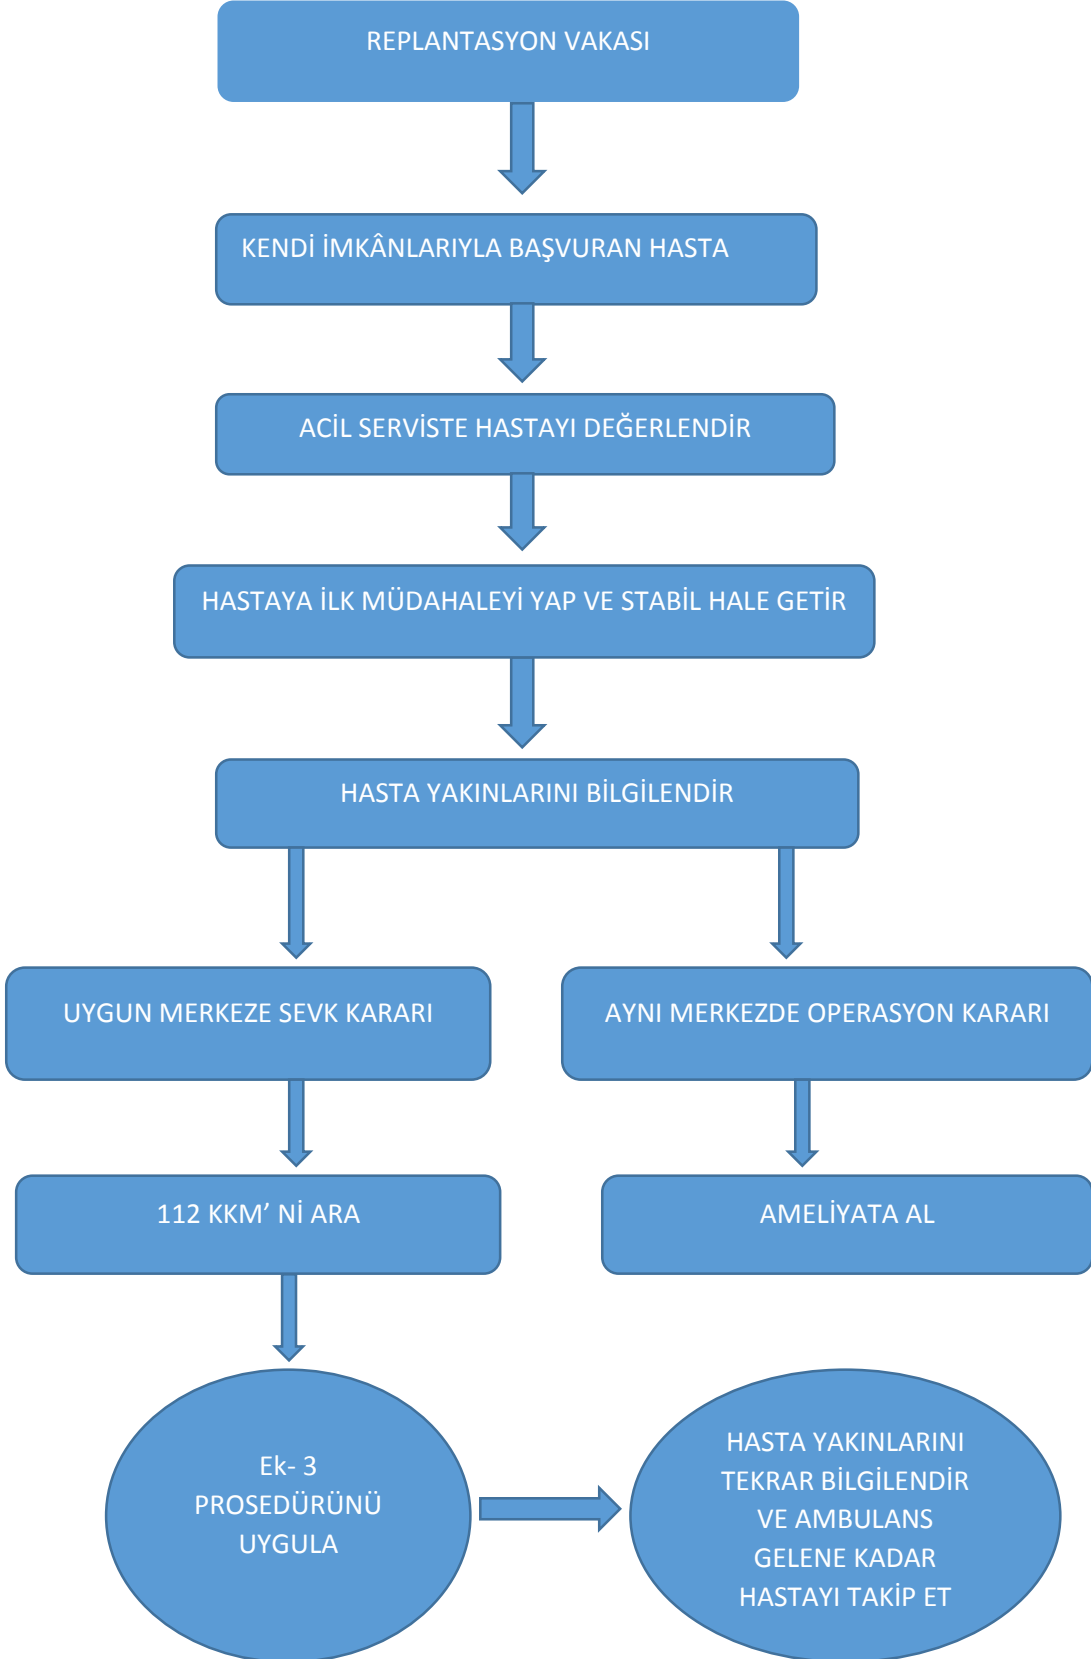 REPLANTASYON VAKASI
KENDİ İMKÂNLARIYLA BAŞVURAN HASTA
ACİL SERVİSTE HASTAYI DEĞERLENDİR
HASTAYA İLK MÜDAHALEYİ YAP VE STABİL HALE GETİR
HASTA YAKINLARINI BİLGİLENDİR
UYGUN MERKEZE SEVK KARARI
AYNI MERKEZDE OPERASYON KARARI
112 KKM’ Nİ ARA
AMELİYATA AL
Ek- 3
PROSEDÜRÜNÜ
UYGULA
HASTA YAKINLARINI
TEKRAR BİLGİLENDİR
VE AMBULANS
GELENE KADAR
HASTAYI TAKİP ET